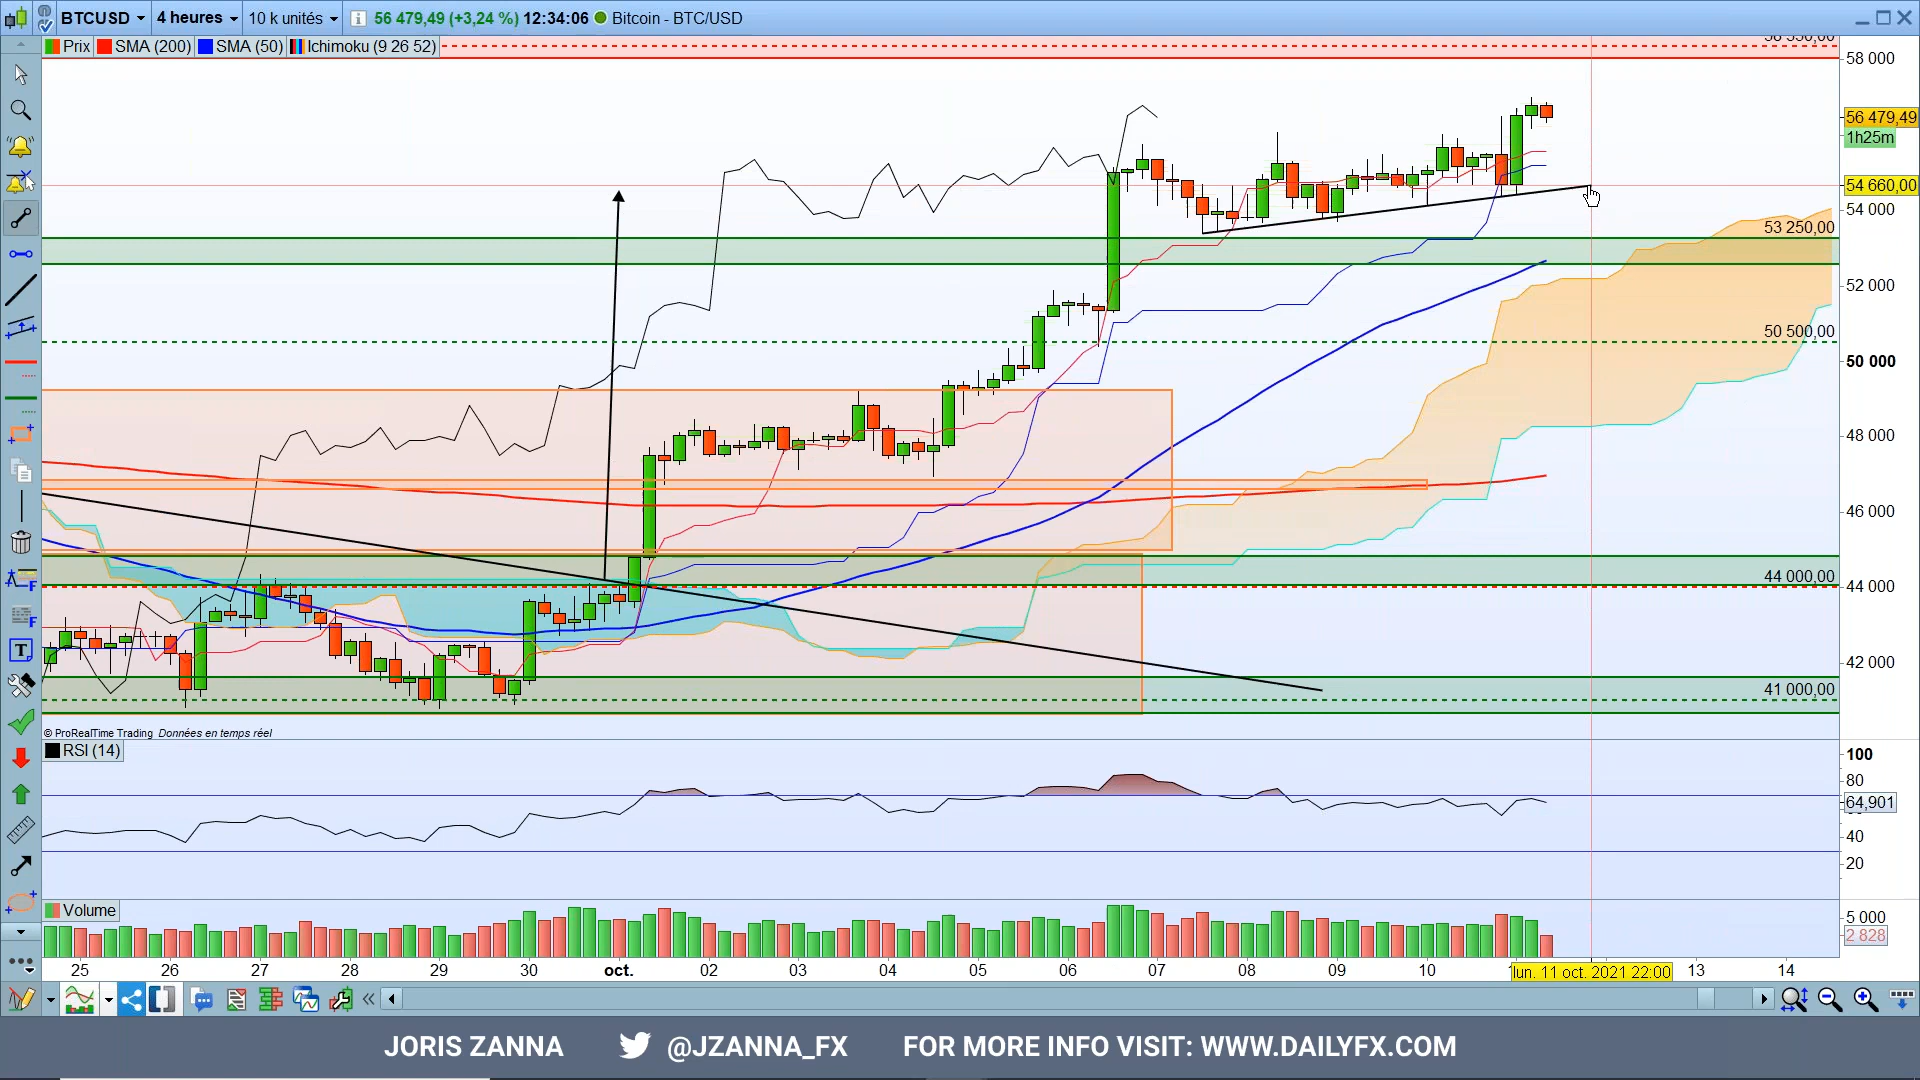 BTCUSD 4 heures 10 k unités 56 479,49 (+3,24 %) 12:34:06 Bitcoin - BTC/USD
Prix SMA (200) SMA (50) Ichimoku (9 26 52)
58 000
56 479,49
1h25m
54 660,00
54 000
53 250,00
52 000
50 500,00
50 000
48 000
46 000
44 000,00
44 000
42 000
41 000,00
© ProRealTime Trading Données en temps réel
RSI (14)
100
80
64,901
40
20
Volume
5 000
2 828
25 26 27 28 29 30 oct. 02 03 04 05 06 07 08 09 10 lun. 11 oct. 2021 22:00 13 14
JORIS ZANNA @JZANNA_FX FOR MORE INFO VISIT: WWW.DAILYFX.COM